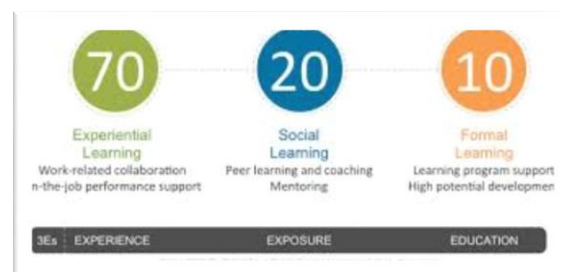 70 20 10
Experiential
Learning
Work-related collaboration
n-the-job performance support
Social
Learning
Peer learning and coaching
Mentoring
Formal
Learning
Learning program support
High potential developmen
3Es EXPERIENCE EXPOSURE EDUCATION